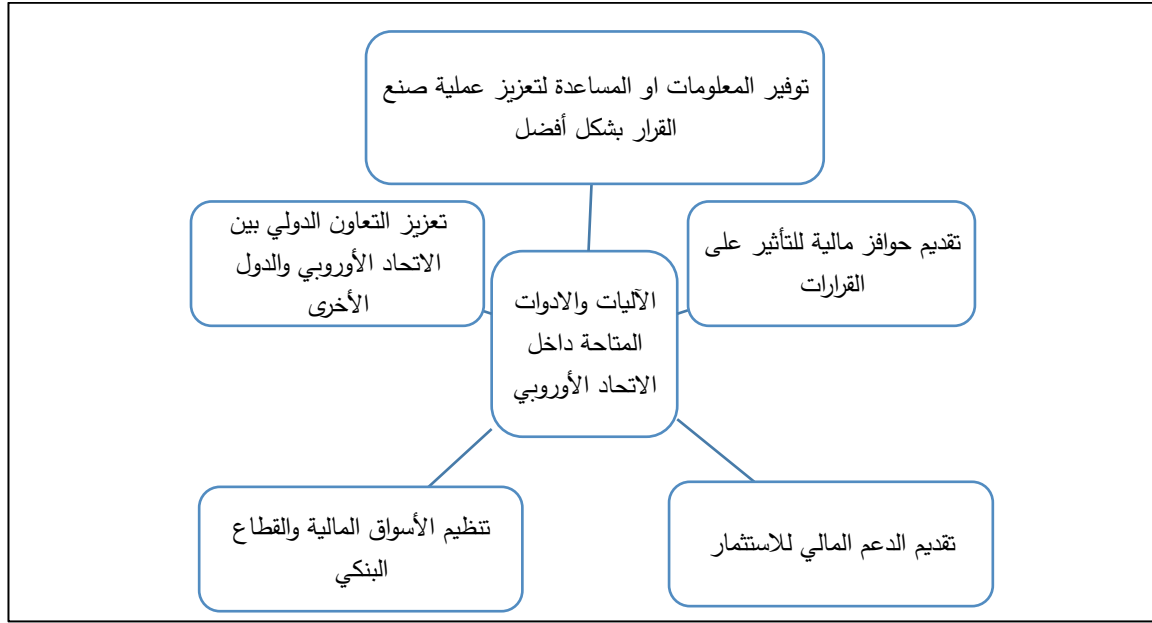 توفير المعلومات او المساعدة لتعزيز عملية صنع
القرار بشكل أفضل
تقديم حوافز مالية للتأثير على
القرارات
تعزيز التعاون الدولي بين
الاتحاد الأوروبي والدول
الأخرى
الآليات والادوات
المتاحة داخل
الاتحاد الأوروبي
تقديم الدعم المالي للاستثمار
تنظيم الأسواق المالية والقطاع
البنكي